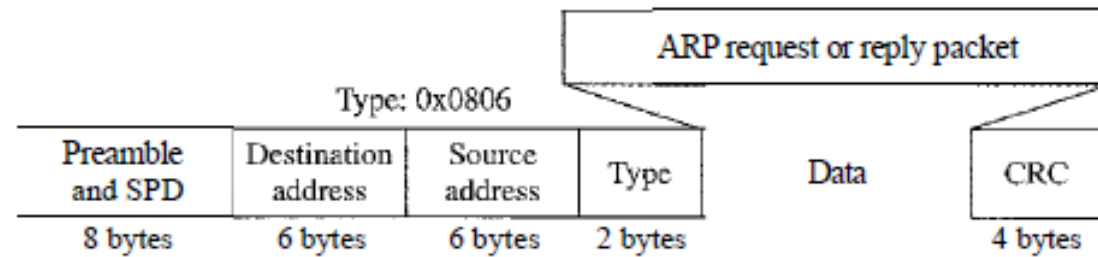 ARP request or reply packet
Type: 0x0806
Preamble
and SPD
Destination
address
Source
address
Type
Data
CRC
8 bytes
6 bytes
6 bytes
2 bytes
4 bytes